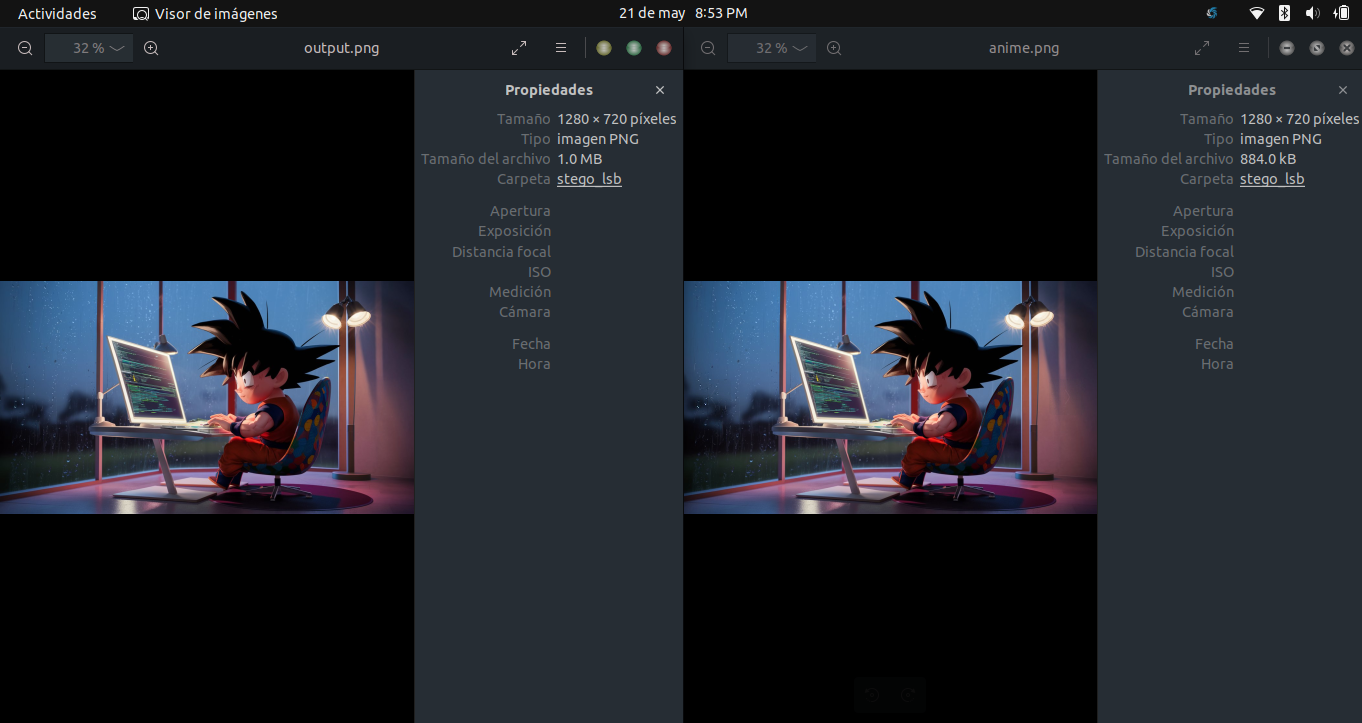 Actividades Visor de imágenes 21 de may 8:53 PM
32 % output.png
Propiedades
Tamaño 1280 × 720 píxeles
Tipo imagen PNG
Tamaño del archivo 1.0 MB
Carpeta stego_lsb
Apertura
Exposición
Distancia focal
ISO
Medición
Cámara
Fecha
Hora
32 % anime.png
Propiedades
Tamaño 1280 × 720 píxeles
Tipo imagen PNG
Tamaño del archivo 884.0 kB
Carpeta stego_lsb
Apertura
Exposición
Distancia focal
ISO
Medición
Cámara
Fecha
Hora